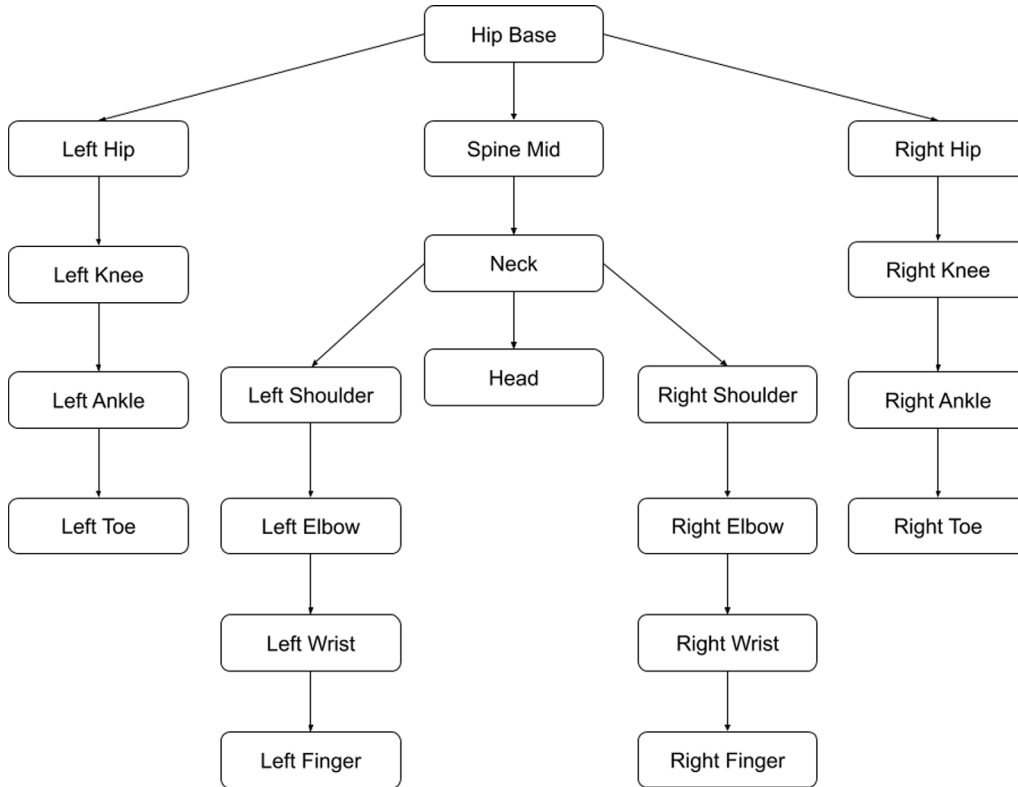 Hip Base
Left Hip
Spine Mid
Right Hip
Left Knee
Neck
Right Knee
Head
Left Shoulder
Right Shoulder
Left Ankle
Right Ankle
Left Toe
Left Elbow
Right Elbow
Right Toe
Left Wrist
Right Wrist
Left Finger
Right Finger